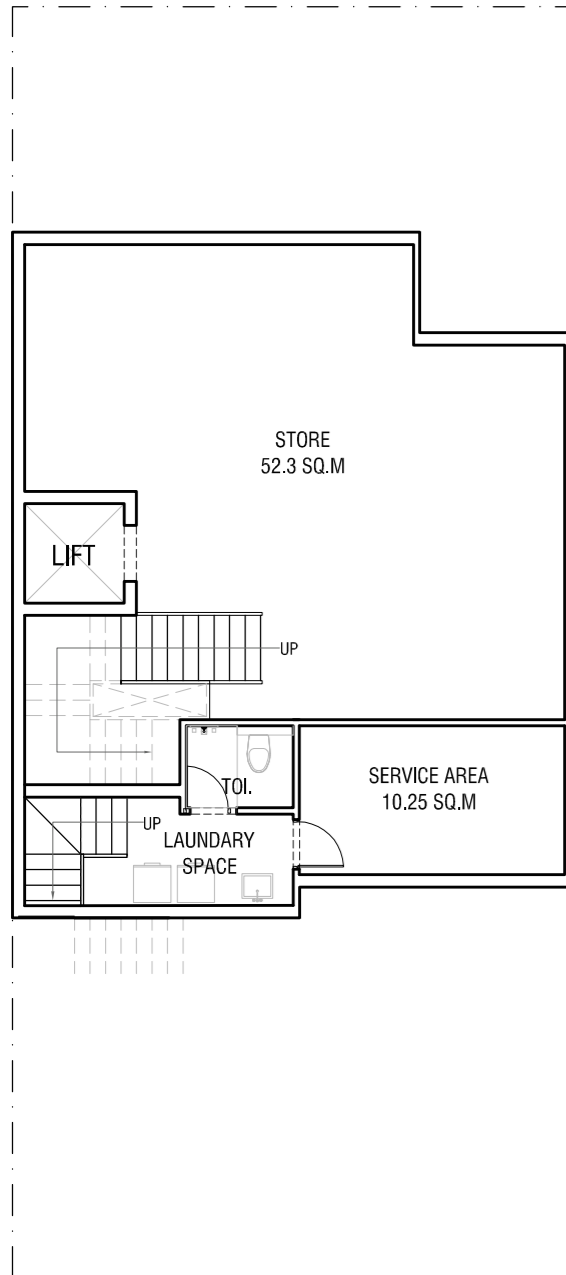 STORE
52.3 SQ.M
LIFT
UP
TOI.
SERVICE AREA
10.25 SQ.M
UP
LAUNDARY
SPACE